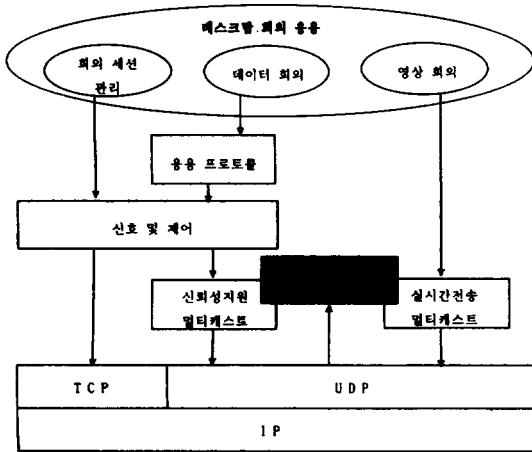 데스크탑 회의 응용
회의 세션
관리
데이터 회의
영상 회의
응용 프로토콜
신호 및 제어
신뢰성지원
멀티캐스트
실시간전송
멀티캐스트
TCP
UDP
IP